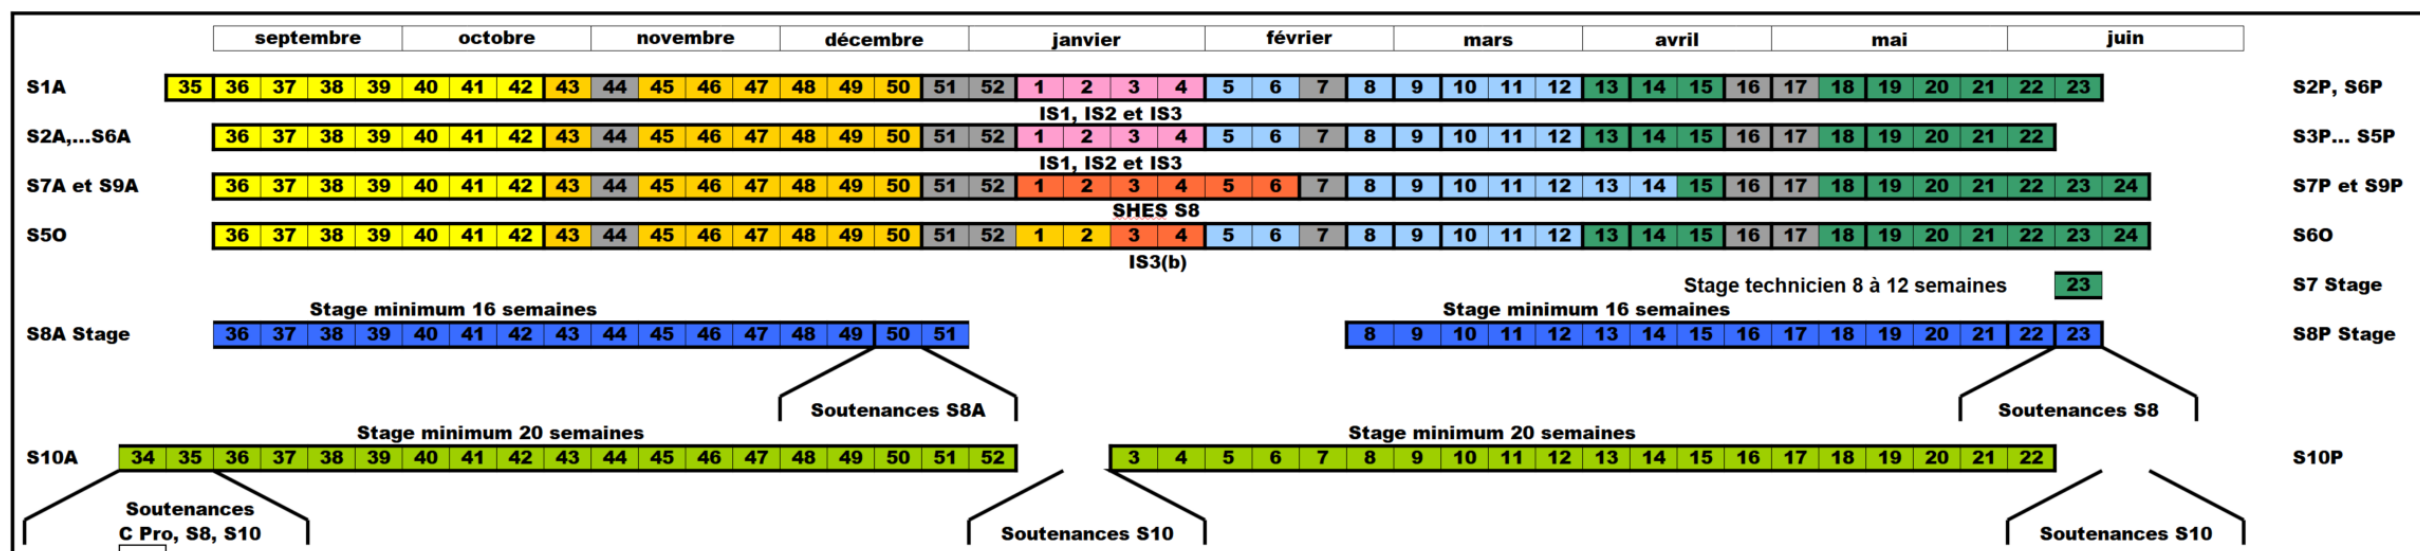 septembre octobre novembre décembre janvier février mars avril mai juin
S1A 35 36 37 38 39 40 41 42 43 44 45 46 47 48 49 50 51 52 1 2 3 4 5 6 7 8 9 10 11 12 13 14 15 16 17 18 19 20 21 22 23 S2P, S6P
IS1, IS2 et IS3
S2A,...S6A 36 37 38 39 40 41 42 43 44 45 46 47 48 49 50 51 52 1 2 3 4 5 6 7 8 9 10 11 12 13 14 15 16 17 18 19 20 21 22 S3P... S5P
IS1, IS2 et IS3
S7A et S9A 36 37 38 39 40 41 42 43 44 45 46 47 48 49 50 51 52 1 2 3 4 5 6 7 8 9 10 11 12 13 14 15 16 17 18 19 20 21 22 23 24 S7P et S9P
SHES S8
S5O 36 37 38 39 40 41 42 43 44 45 46 47 48 49 50 51 52 1 2 3 4 5 6 7 8 9 10 11 12 13 14 15 16 17 18 19 20 21 22 23 24 S6O
IS3(b)
Stage technicien 8 à 12 semaines 23 S7 Stage
Stage minimum 16 semaines Stage minimum 16 semaines
S8A Stage 36 37 38 39 40 41 42 43 44 45 46 47 48 49 50 51 8 9 10 11 12 13 14 15 16 17 18 19 20 21 22 23 S8P Stage
Soutenances S8A Soutenances S8
Stage minimum 20 semaines Stage minimum 20 semaines
S10A 34 35 36 37 38 39 40 41 42 43 44 45 46 47 48 49 50 51 52 3 4 5 6 7 8 9 10 11 12 13 14 15 16 17 18 19 20 21 22 S10P
Soutenances
C Pro, S8, S10 Soutenances S10 Soutenances S10